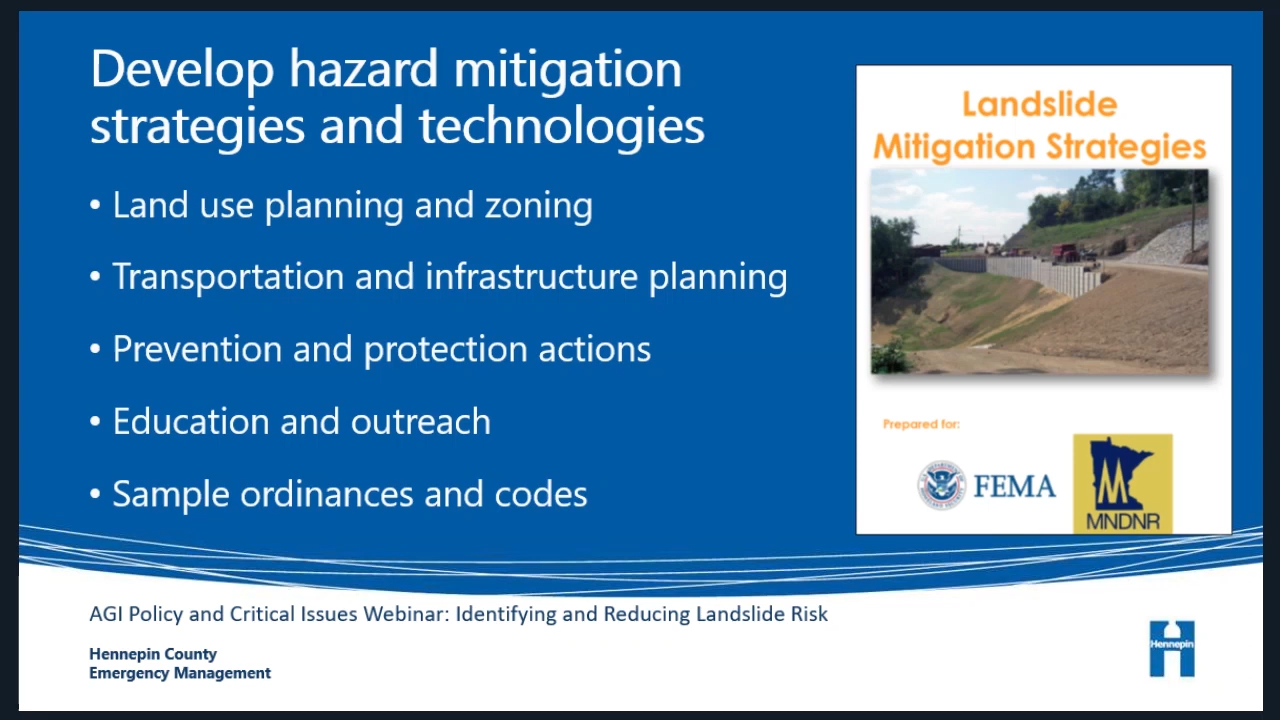 Develop hazard mitigation
strategies and technologies
• Land use planning and zoning
• Transportation and infrastructure planning
• Prevention and protection actions
• Education and outreach
• Sample ordinances and codes
Landslide
Mitigation Strategies
Prepared for:
FEMA
MNDNR
AGI Policy and Critical Issues Webinar: Identifying and Reducing Landslide Risk
Hennepin County
Emergency Management
Hennepin